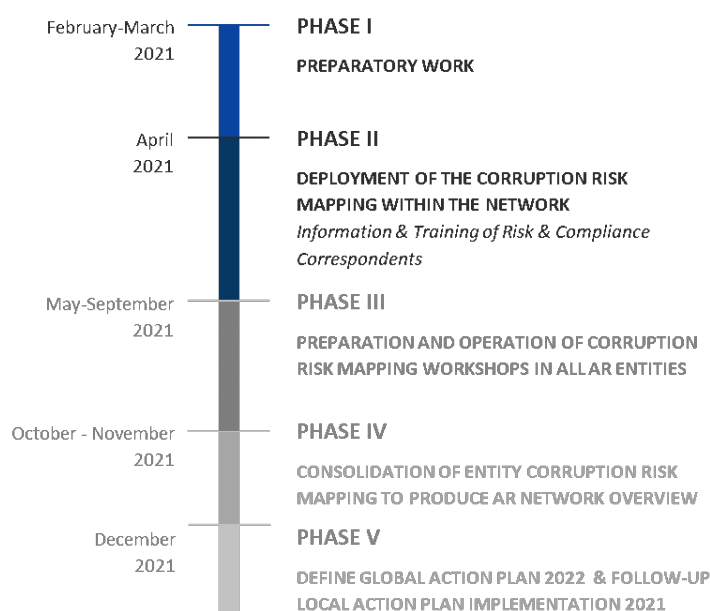 February-March
2021
PHASE I
PREPARATORY WORK
April
2021
PHASE II
DEPLOYMENT OF THE CORRUPTION RISK
MAPPING WITHIN THE NETWORK
Information & Training of Risk & Compliance
Correspondents
May-September
2021
PHASE III
PREPARATION AND OPERATION OF CORRUPTION
RISK MAPPING WORKSHOPS IN ALL AR ENTITIES
October - November
2021
PHASE IV
CONSOLIDATION OF ENTITY CORRUPTION RISK
MAPPING TO PRODUCE AR NETWORK OVERVIEW
December
2021
PHASE V
DEFINE GLOBAL ACTION PLAN 2022 & FOLLOW-UP
LOCAL ACTION PLAN IMPLEMENTATION 2021